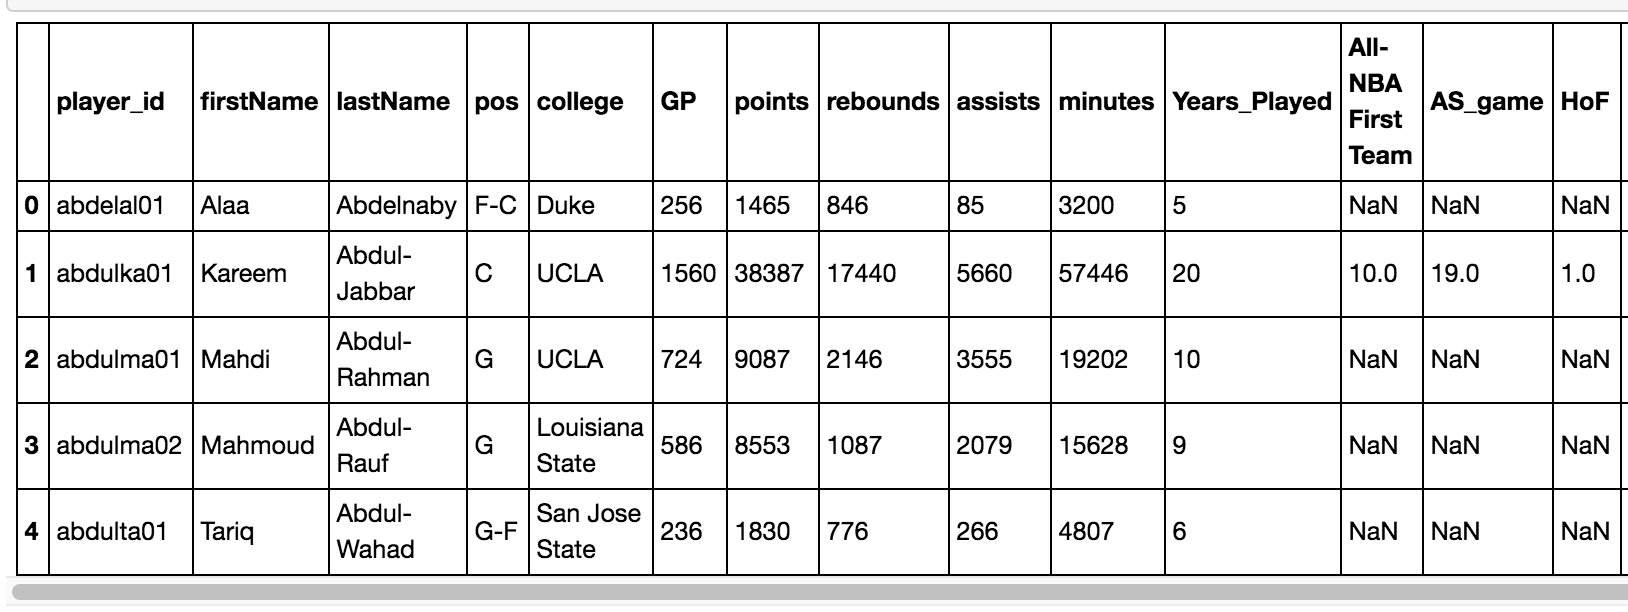 player_id firstName lastName pos college GP points rebounds assists minutes Years_Played All-NBA First Team AS_game HoF
0 abdelal01 Alaa Abdelnaby F-C Duke 256 1465 846 85 3200 5 NaN NaN NaN
1 abdulka01 Kareem Abdul-Jabbar C UCLA 1560 38387 17440 5660 57446 20 10.0 19.0 1.0
2 abdulma01 Mahdi Abdul-Rahman G UCLA 724 9087 2146 3555 19202 10 NaN NaN NaN
3 abdulma02 Mahmoud Abdul-Rauf G Louisiana State 586 8553 1087 2079 15628 9 NaN NaN NaN
4 abdulta01 Tariq Abdul-Wahad G-F San Jose State 236 1830 776 266 4807 6 NaN NaN NaN